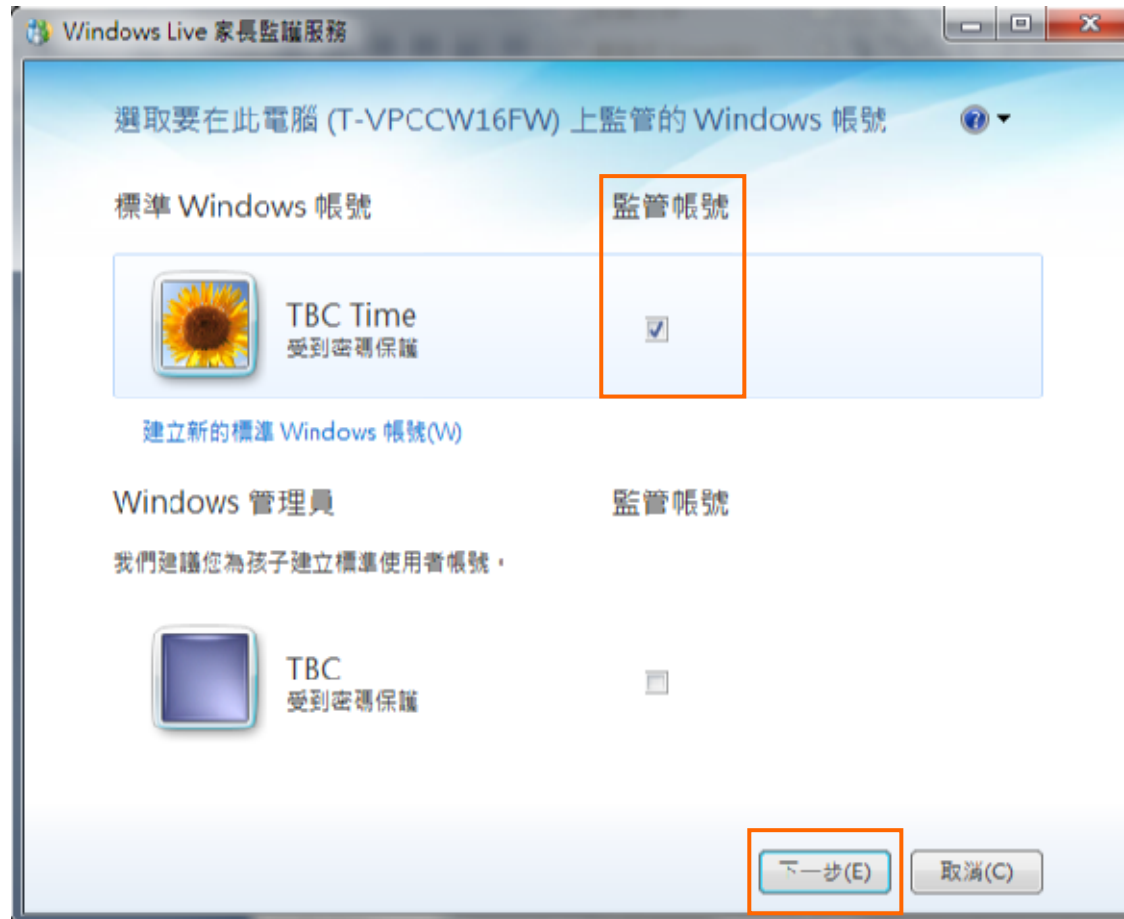 Windows Live 家長監護服務
選取要在此電腦 (T-VPCCW16FW) 上監管的 Windows 帳號
標準 Windows 帳號 監管帳號
TBC Time
受到密碼保護
建立新的標準 Windows 帳號(W)
Windows 管理員 監管帳號
我們建議您為孩子建立標準使用者帳號。
TBC
受到密碼保護
下一步(E) 取消(C)